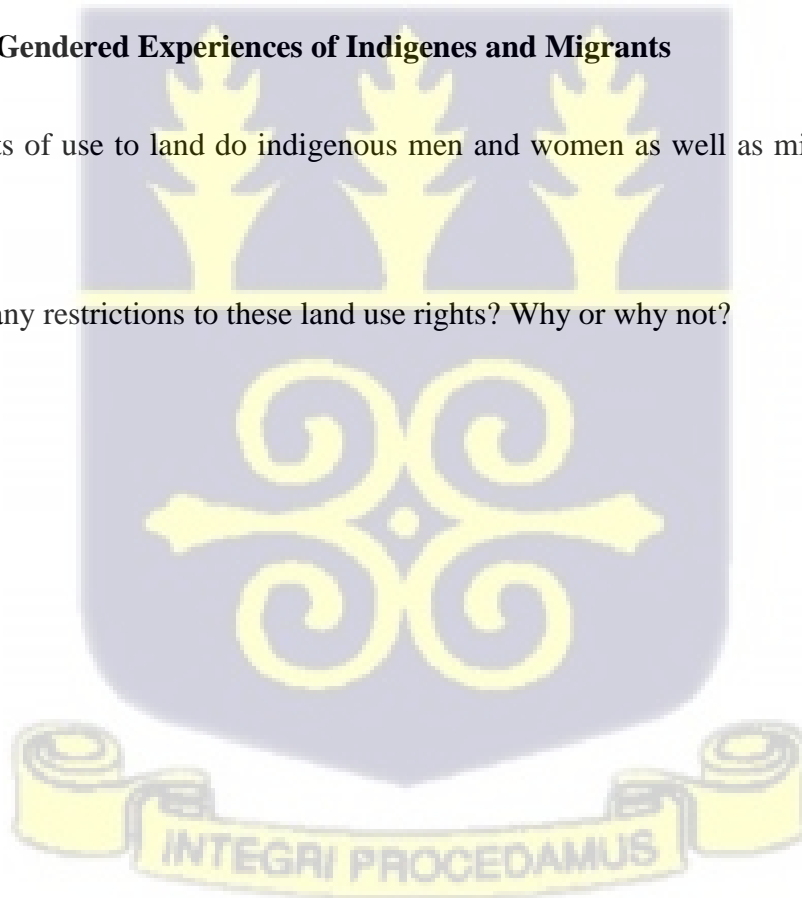 Gendered Experiences of Indigenes and Migrants
of use to land do indigenous men and women as well as
any restrictions to these land use rights? Why or why not?
INTEGRI PROCEDAMUS